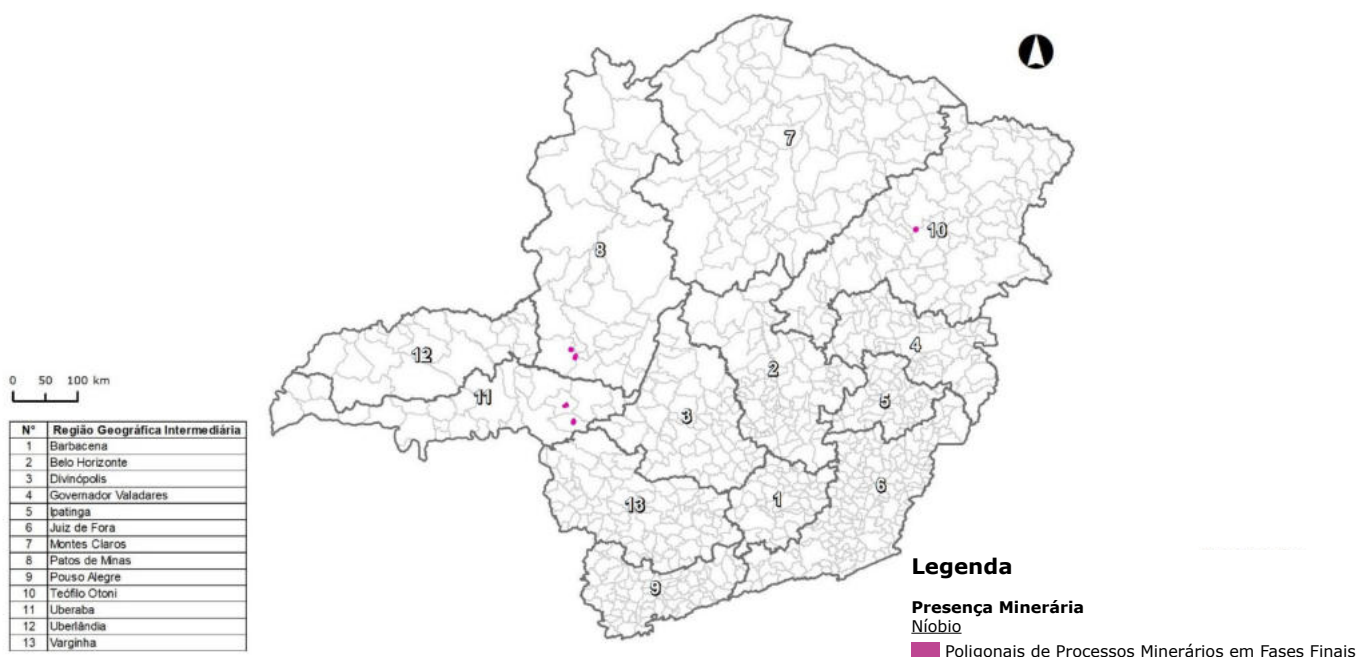 7
10
8
12
4
2
11
5
3
6
13
1
9
0 50 100 km
N° Região Geográfica Intermediária
1 Barbacena
2 Belo Horizonte
3 Divinópolis
4 Governador Valadares
5 Ipatinga
6 Juiz de Fora
7 Montes Claros
8 Patos de Minas
9 Pouso Alegre
10 Teófilo Otoni
11 Uberaba
12 Uberlândia
13 Varginha
Legenda
Presença Minerária
Níobio
Poligonais de Processos Minerários em Fases Finais